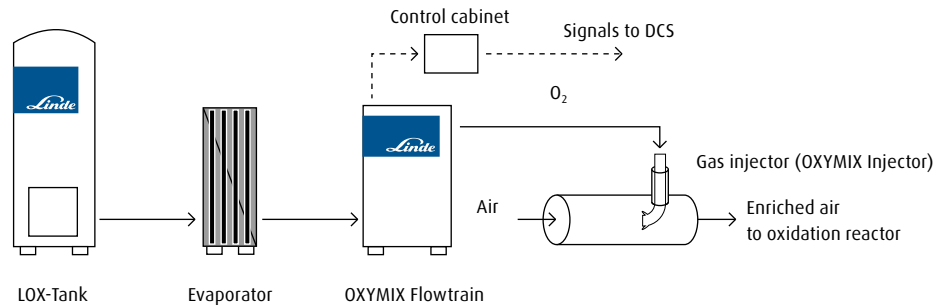 Control cabinet
Signals to DCS
Linde
O₂
Linde
Gas injector (OXYMIX Injector)
Air
Enriched air
to oxidation reactor
LOX-Tank
Evaporator
OXYMIX Flowtrain